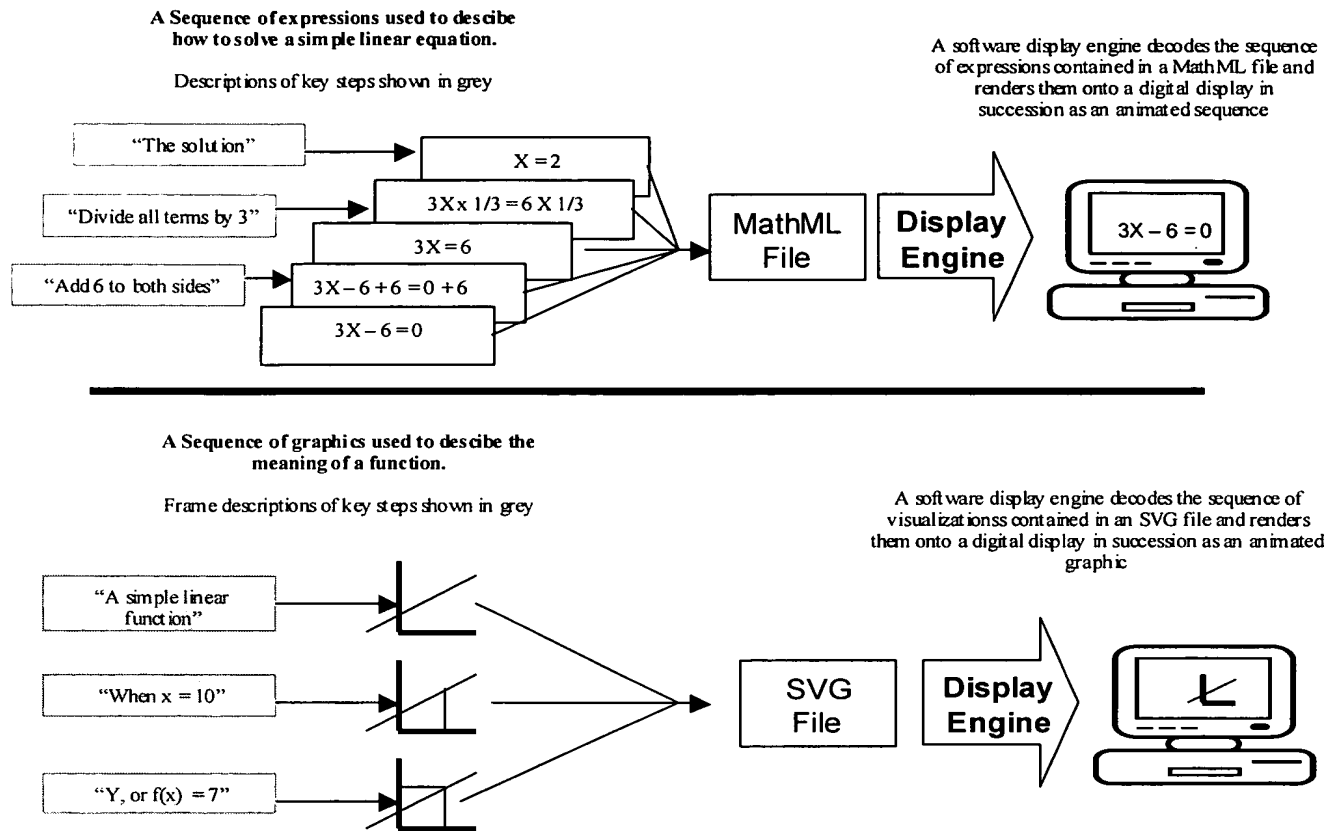 A Sequence of expressions used to descibe
how to solve a simple linear equation.
Descriptions of key steps shown in grey
A software display engine decodes the sequence
of expressions contained in a MathML file and
renders them onto a digital display in
succession as an animated sequence
"The solution"
X = 2
"Divide all terms by 3"
3X x 1/3 = 6 X 1/3
3X = 6
"Add 6 to both sides"
3X – 6 + 6 = 0 + 6
3X – 6 = 0
MathML
File
Display
Engine
3X – 6 = 0
A Sequence of graphics used to descibe the
meaning of a function.
Frame descriptions of key steps shown in grey
A software display engine decodes the sequence of
visualizationss contained in an SVG file and renders
them onto a digital display in succession as an animated
graphic
"A simple linear
function"
"When x = 10"
"Y, or f(x) = 7"
SVG
File
Display
Engine